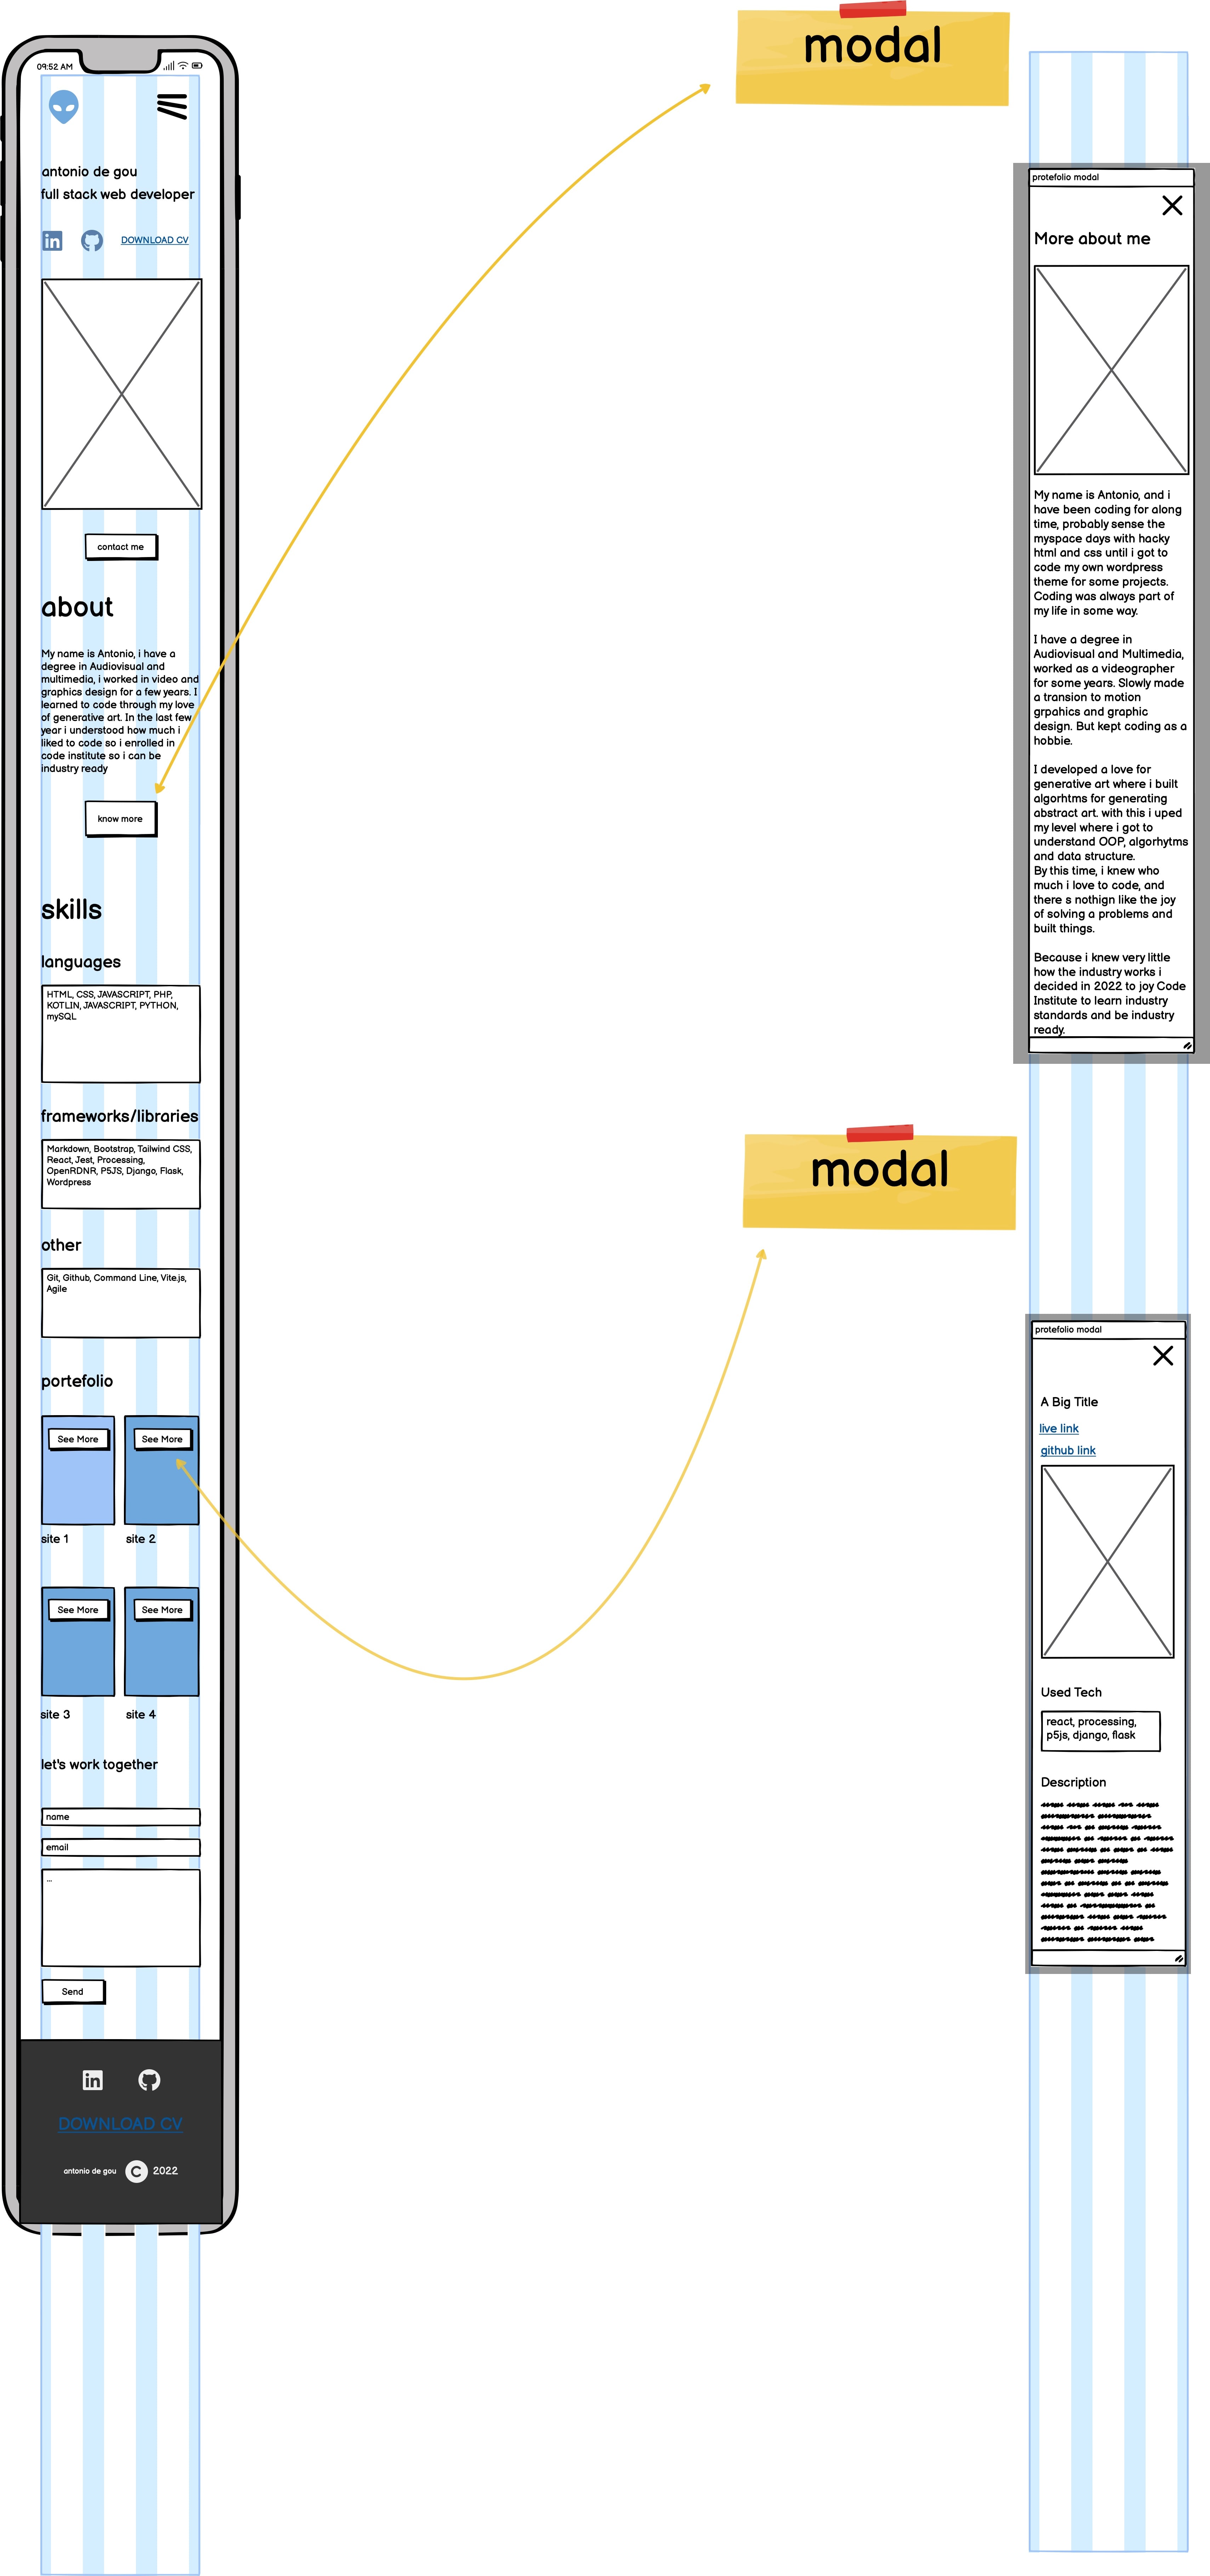 modal
09:52 AM
antonio de gou
full stack web developer
in
DOWNLOAD CV
contact me
about
My name is Antonio, i have a
degree in Audiovisual and
multimedia, i worked in video and
graphics design for a few years. I
learned to code through my love
of generative art. In the last few
year i understood how much i
liked to code so i enrolled in
code institute so i can be
industry ready
know more
skills
languages
HTML, CSS, JAVASCRIPT, PHP,
KOTLIN, JAVASCRIPT, PYTHON,
mySQL
frameworks/libraries
Markdown, Bootstrap, Tailwind CSS,
React, Jest, Processing,
OpenRDNR, P5JS, Django, Flask,
Wordpress
other
Git, Github, Command Line, Vite.js,
Agile
portefolio
See More
See More
site 1
site 2
See More
See More
site 3
site 4
let's work together
name
email
...
Send
in
DOWNLOAD CV
antonio de gou C 2022
protefolio modal
More about me
My name is Antonio, and i
have been coding for along
time, probably sense the
myspace days with hacky
html and css until i got to
code my own wordpress
theme for some projects.
Coding was always part of
my life in some way.
I have a degree in
Audiovisual and Multimedia,
worked as a videographer
for some years. Slowly made
a transion to motion
grpahics and graphic
design. But kept coding as a
hobbie.
I developed a love for
generative art where i built
algorhtms for generating
abstract art. with this i uped
my level where i got to
understand OOP, algorhytms
and data structure.
By this time, i knew who
much i love to code, and
there s nothign like the joy
of solving a problems and
built things.
Because i knew very little
how the industry works i
decided in 2022 to joy Code
Institute to learn industry
standards and be industry
ready.
modal
protefolio modal
A Big Title
live link
github link
Used Tech
react, processing,
p5js, django, flask
Description